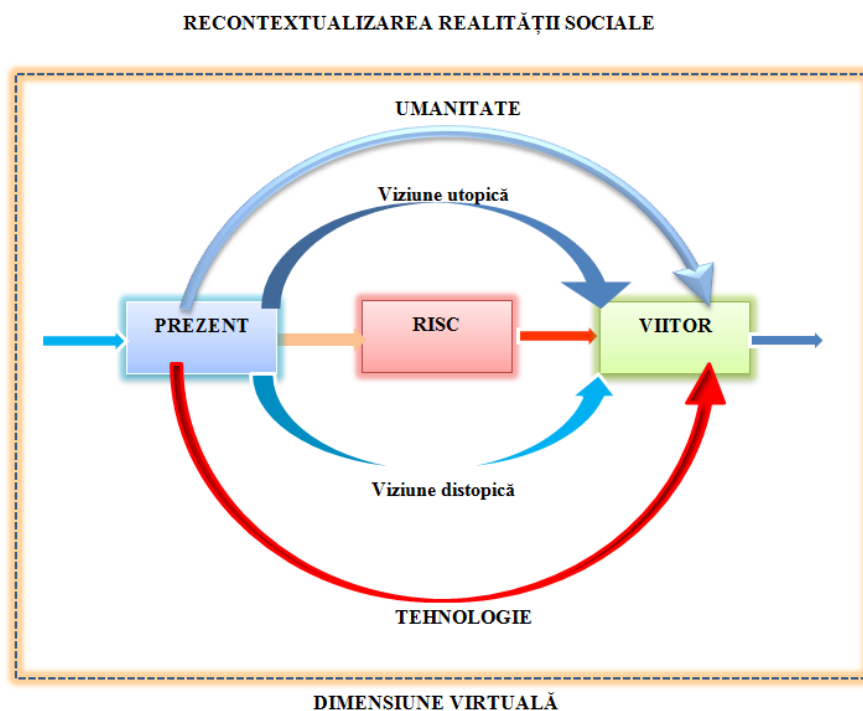 RECONTEXTUALIZAREA REALITĂȚII SOCIALE
UMANITATE
Viziune utopică
PREZENT
RISC
VIITOR
Viziune distopică
TEHNOLOGIE
DIMENSIUNE VIRTUALĂ